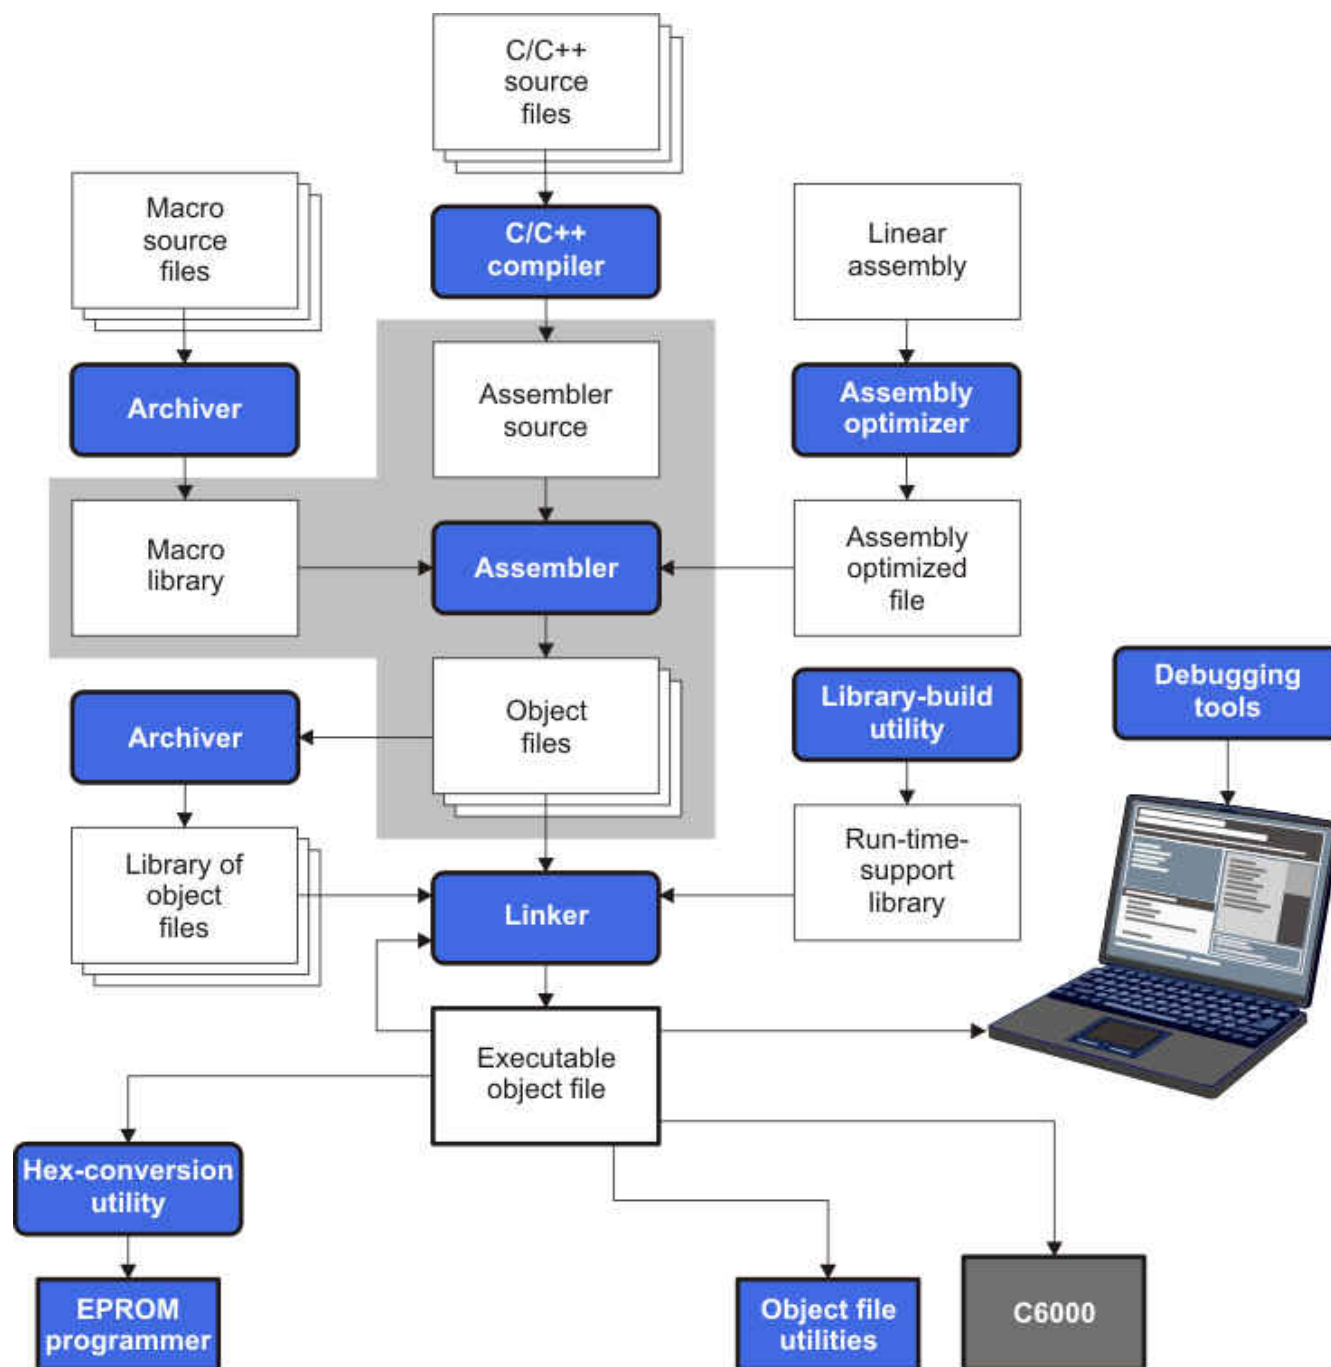 C/C++
source
files
Macro
source
files
C/C++
compiler
Linear
assembly
Archiver
Assembler
source
Assembly
optimizer
Macro
library
Assembler
Assembly
optimized
file
Archiver
Object
files
Library-build
utility
Debugging
tools
Library of
object
files
Linker
Run-time-
support
library
Executable
object file
Hex-conversion
utility
EPROM
programmer
Object file
utilities
C6000